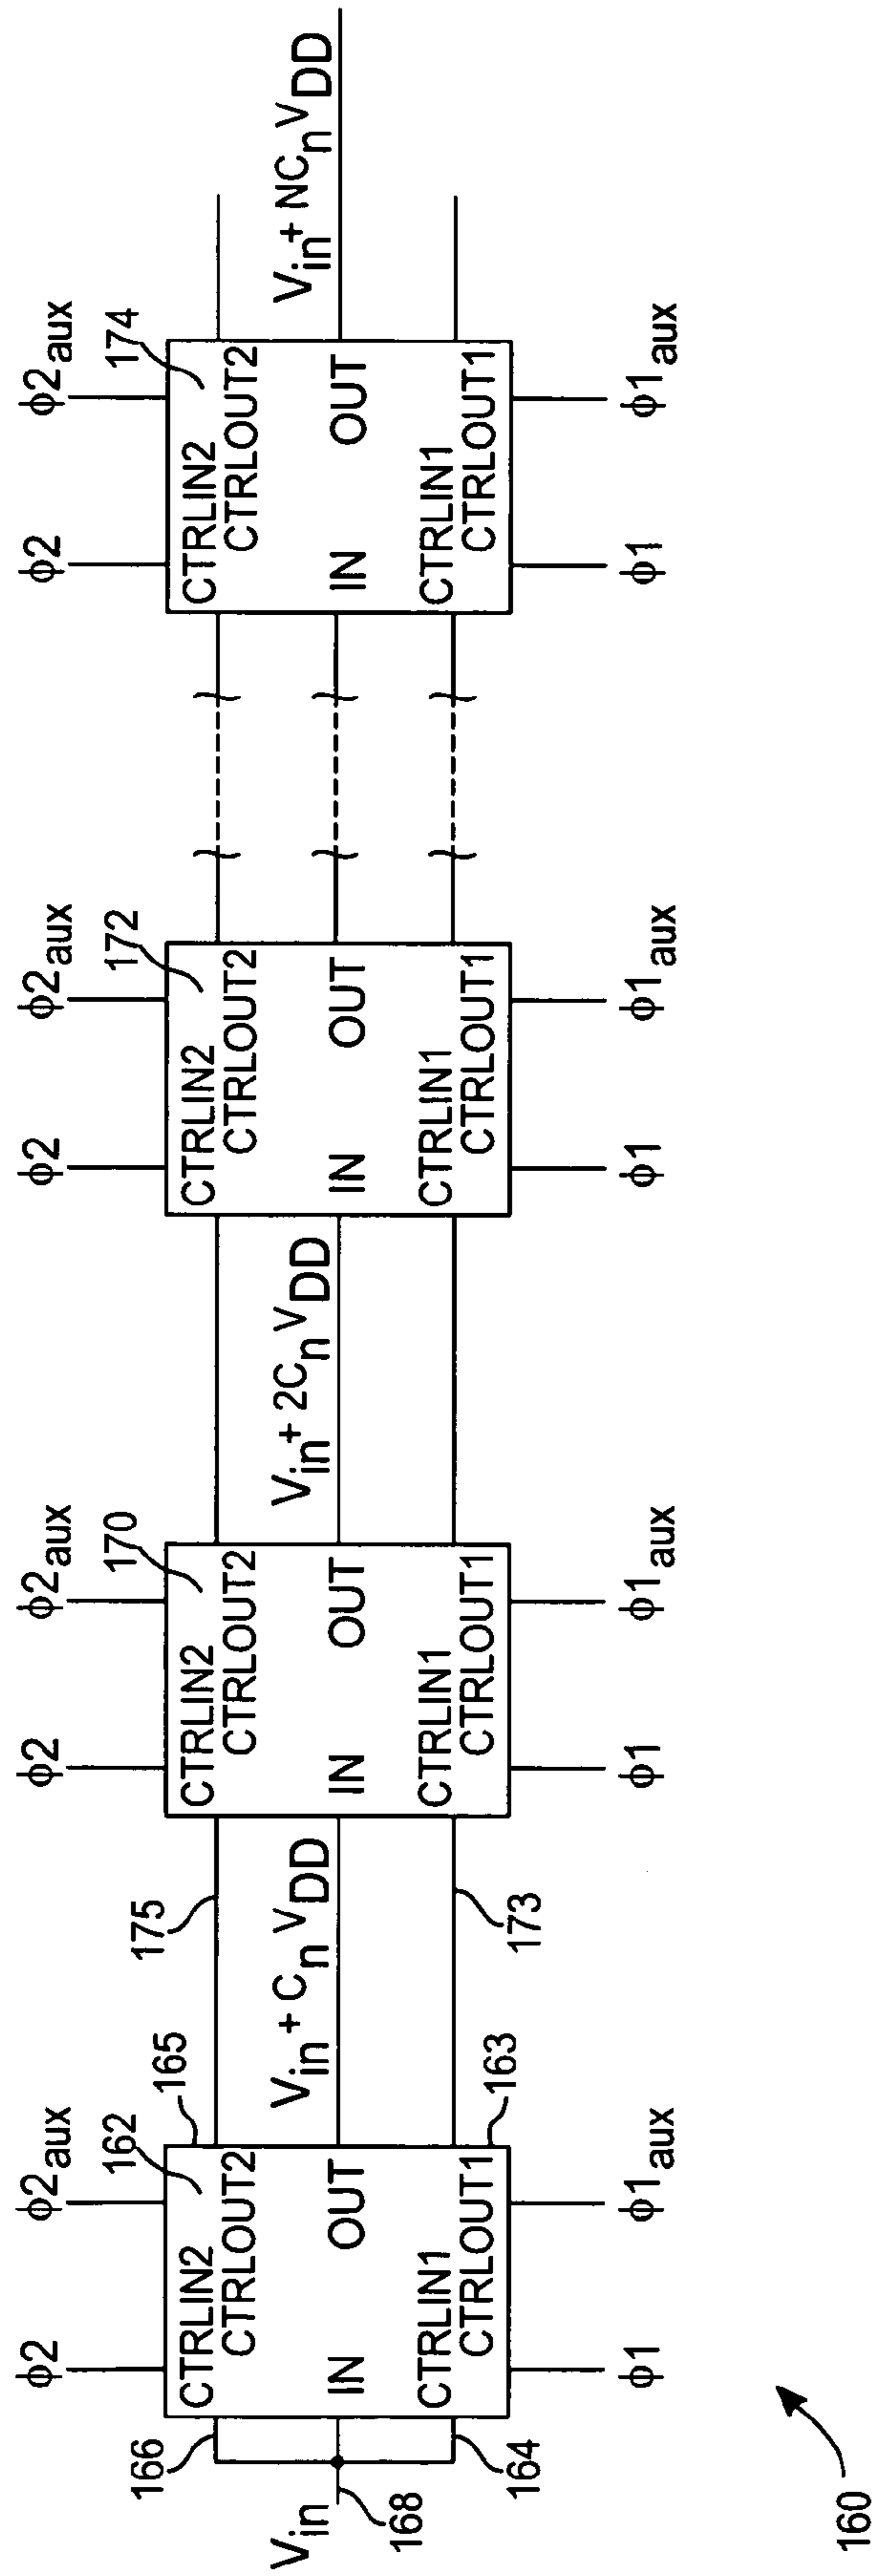 ϕ2 ϕ2aux ϕ2 ϕ2aux ϕ2 ϕ2aux ϕ2 ϕ2aux
162 165 175 170 172 174
166
CTRLIN2 CTRLIN2 CTRLIN2 CTRLIN2
CTRLOUT2 CTRLOUT2 CTRLOUT2 CTRLOUT2
Vin Vin + CnVDD Vin + 2CnVDD Vin + NCnVDD
IN OUT IN OUT IN OUT IN OUT
168
CTRLIN1 CTRLIN1 CTRLIN1 CTRLIN1
CTRLOUT1 CTRLOUT1 CTRLOUT1 CTRLOUT1
164 163 173
ϕ1 ϕ1aux ϕ1 ϕ1aux ϕ1 ϕ1aux ϕ1 ϕ1aux
160